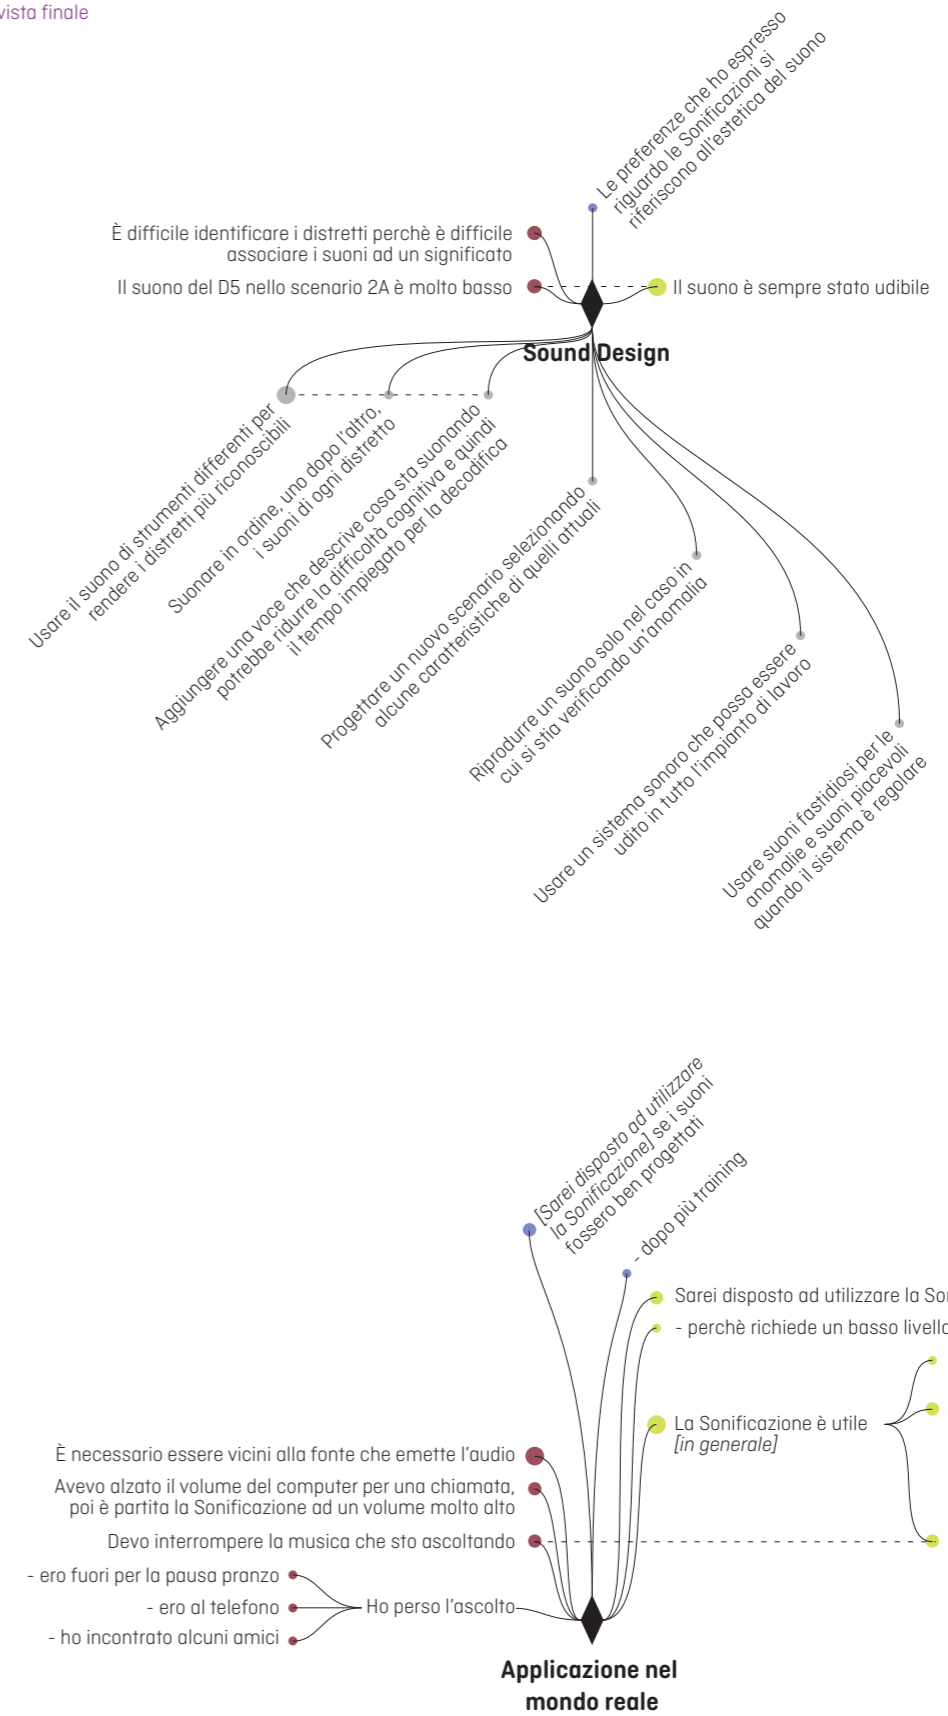 vista finale
Le preferenze che ho espresso
riguardo le Sonificazioni si
riferiscono all'estetica del suono
È difficile identificare i distretti perchè è difficile
associare i suoni ad un significato
Il suono del D5 nello scenario 2A è molto basso
Il suono è sempre stato udibile
Sound Design
Usare il suono di strumenti differenti per
rendere i distretti più riconoscibili
Suonare in ordine, uno dopo l'altro,
i suoni di ogni distretto
Aggiungere una voce che descrive cosa sta suonando
potrebbe ridurre la difficoltà cognitiva e quindi
il tempo impiegato per la decodifica
Progettare un nuovo scenario selezionando
alcune caratteristiche di quelli attuali
Riprodurre un suono solo nel caso in
cui si stia verificando un'anomalia
Usare un sistema sonoro che possa essere
udito in tutto l'impianto di lavoro
Usare suoni fastidiosi per le
anomalie e suoni piacevoli
quando il sistema è regolare
[Sarei disposto ad utilizzare
la Sonificazione] se i suoni
fossero ben progettati
- dopo più training
Sarei disposto ad utilizzare la So
- perchè richiede un basso livello
La Sonificazione è utile
[in generale]
È necessario essere vicini alla fonte che emette l'audio
Avevo alzato il volume del computer per una chiamata,
poi è partita la Sonificazione ad un volume molto alto
Devo interrompere la musica che sto ascoltando
- ero fuori per la pausa pranzo
- ero al telefono
- ho incontrato alcuni amici
Ho perso l'ascolto
Applicazione nel
mondo reale